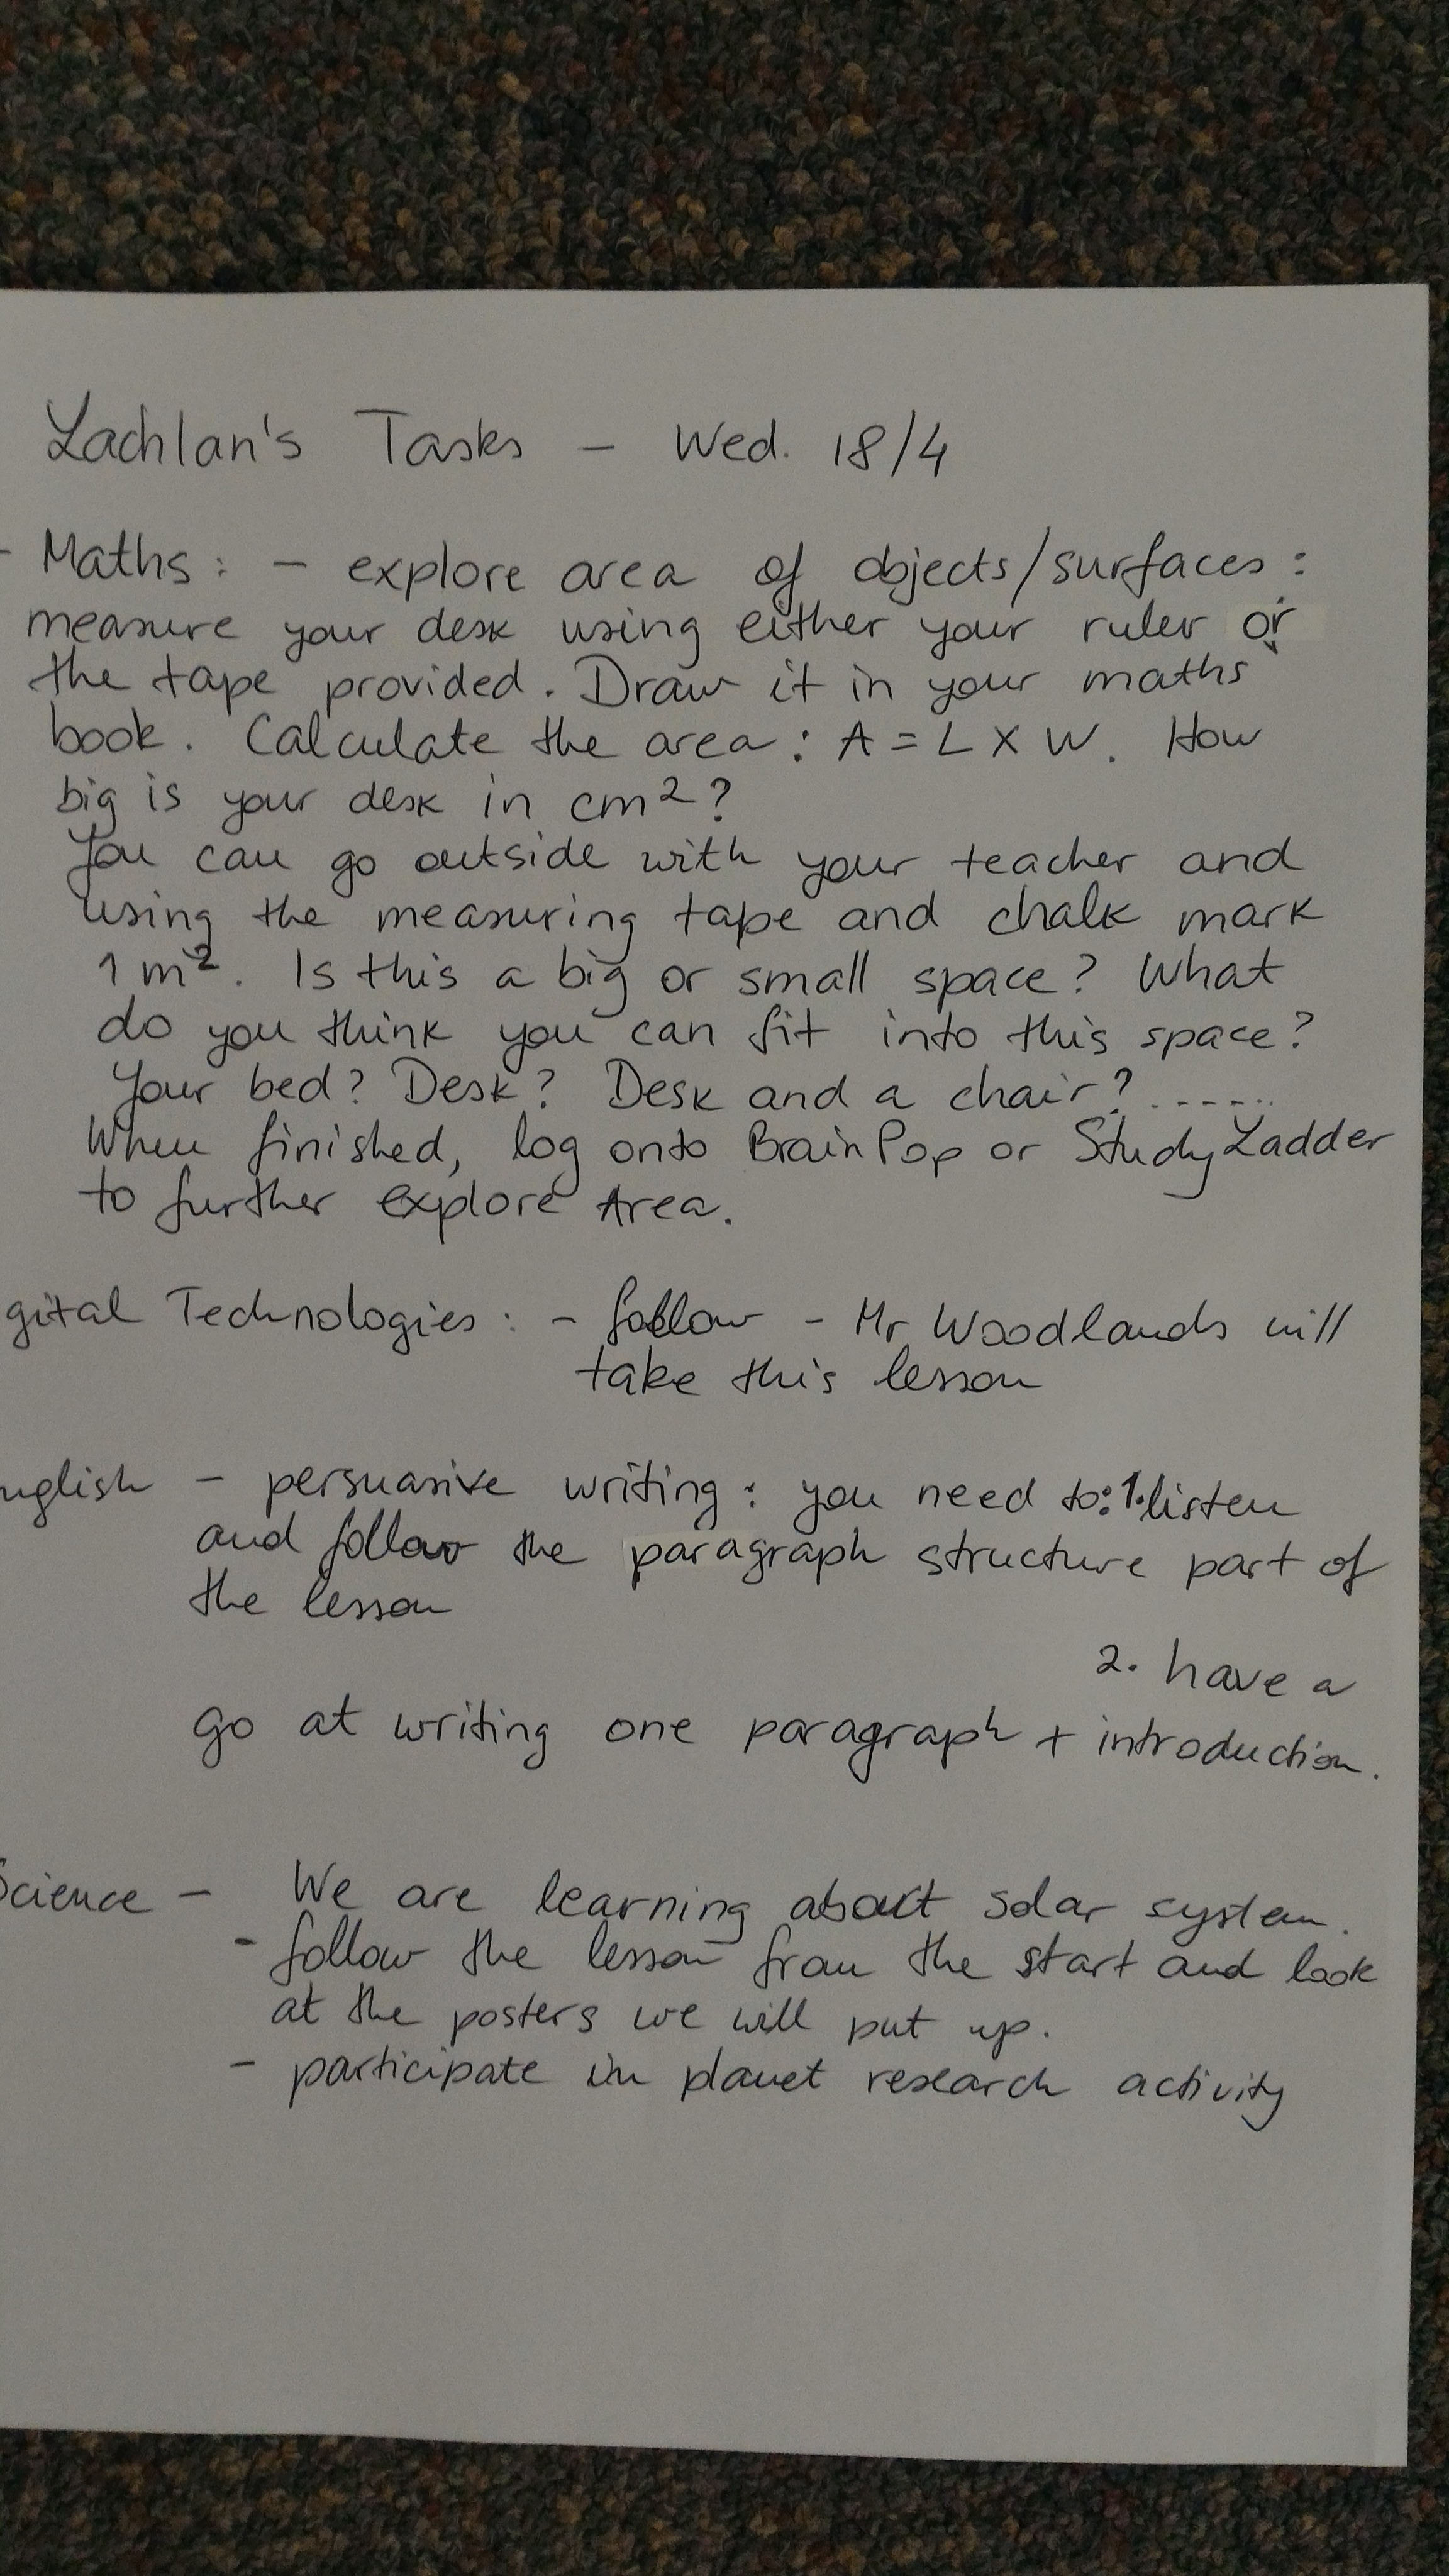 Lachlan's Tasks - Wed. 18/4
- Maths: - explore area of objects/surfaces:
measure your desk using either your ruler or
the tape provided. Draw it in your maths
book. Calculate the area: A = L X W. How
big is your desk in cm²?
You can go outside with your teacher and
using the measuring tape and chalk mark
1 m². Is this a big or small space? What
do you think you can fit into this space?
Your bed? Desk? Desk and a chair? ......
When finished, log onto BrainPop or StudyLadder
to further explore Area.
gital Technologies: - follow - Mr Woodlands will
take this lesson
nglish - persuasive writing: you need to: 1. listen
and follow the paragraph structure part of
the lesson
2. have a
go at writing one paragraph + introduction.
Science - We are learning about solar system.
- follow the lesson from the start and look
at the posters we will put up.
- participate in planet research activity